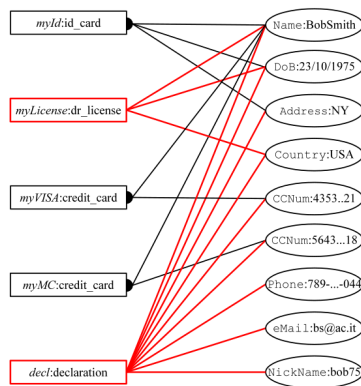 myId:id_card
Name:BobSmith
DoB:23/10/1975
myLicense:dr_license
Address:NY
Country:USA
myVISA:credit_card
CCNum:4353..21
CCNum:5643...18
myMC:credit_card
Phone:789-...-044
eMail:bs@ac.it
decl:declaration
NickName:bob75